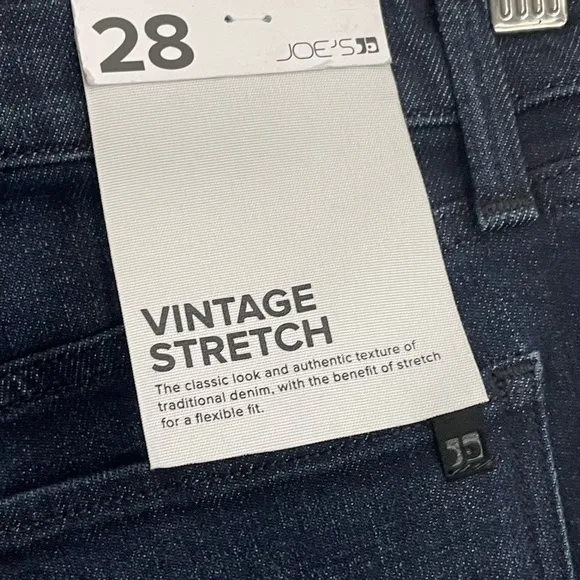 28
JOE'S
VINTAGE
STRETCH
The classic look and authentic texture of
traditional denim, with the benefit of stretch
for a flexible fit.